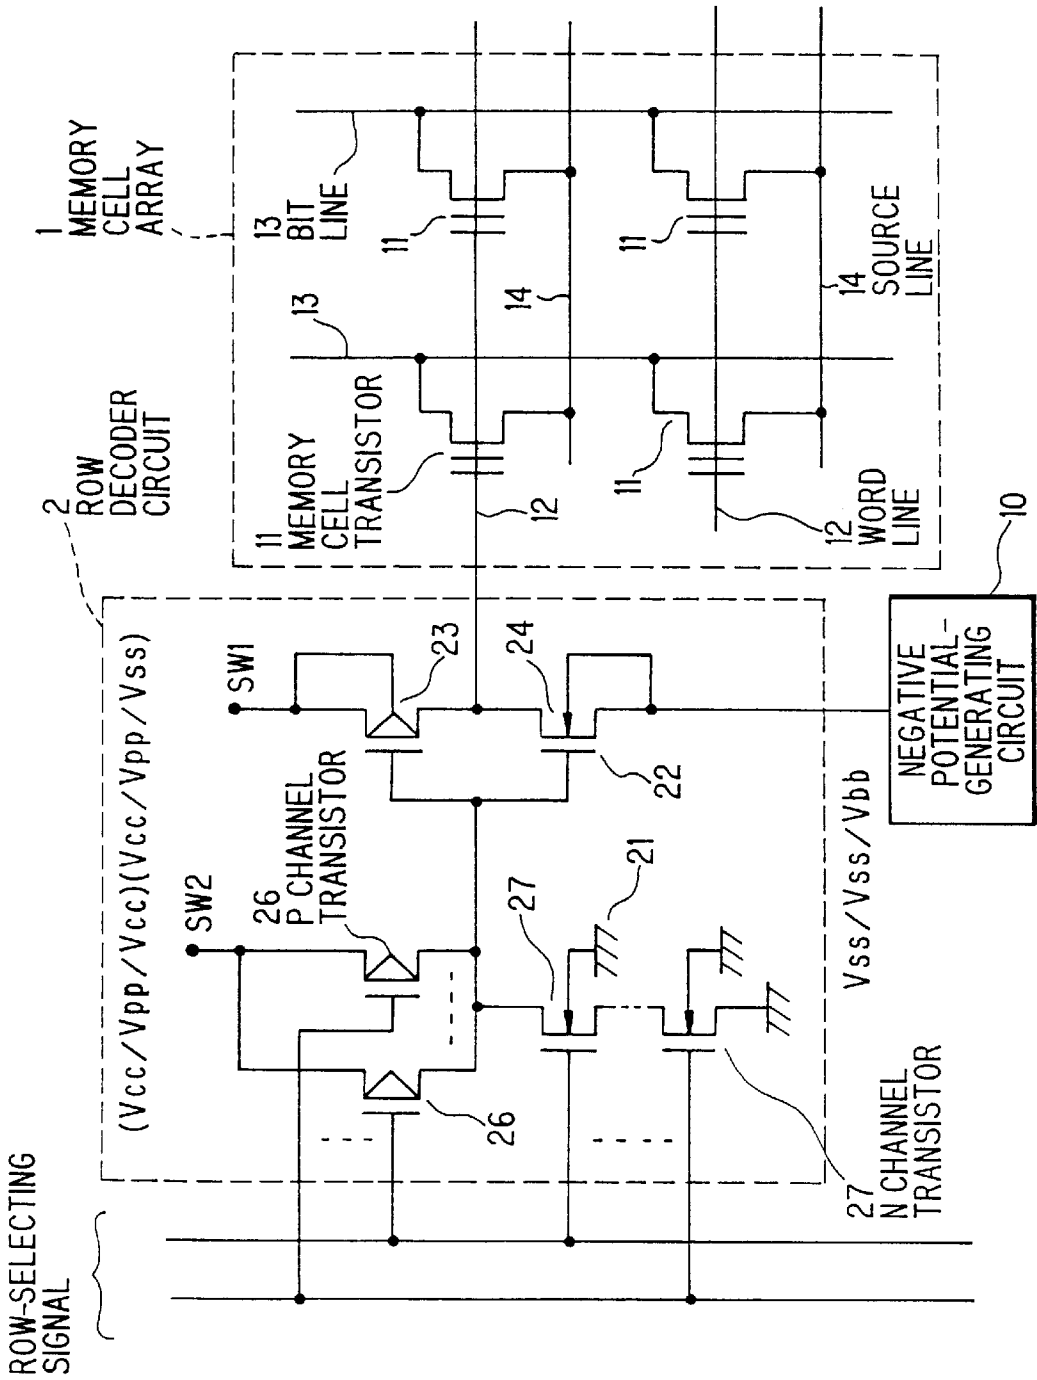 ROW-SELECTING
SIGNAL
2
ROW
DECODER
CIRCUIT
1
MEMORY
CELL
ARRAY
(Vcc/Vpp/Vcc)(Vcc/Vpp/Vss)
SW2
SW1
26
P CHANNEL
TRANSISTOR
26
23
24
22
27
21
27
N CHANNEL
TRANSISTOR
Vss/Vss/Vbb
NEGATIVE
POTENTIAL-
GENERATING
CIRCUIT
10
11
MEMORY
CELL
TRANSISTOR
13
13
BIT
LINE
11
12
14
11
11
12
WORD
LINE
14
SOURCE
LINE